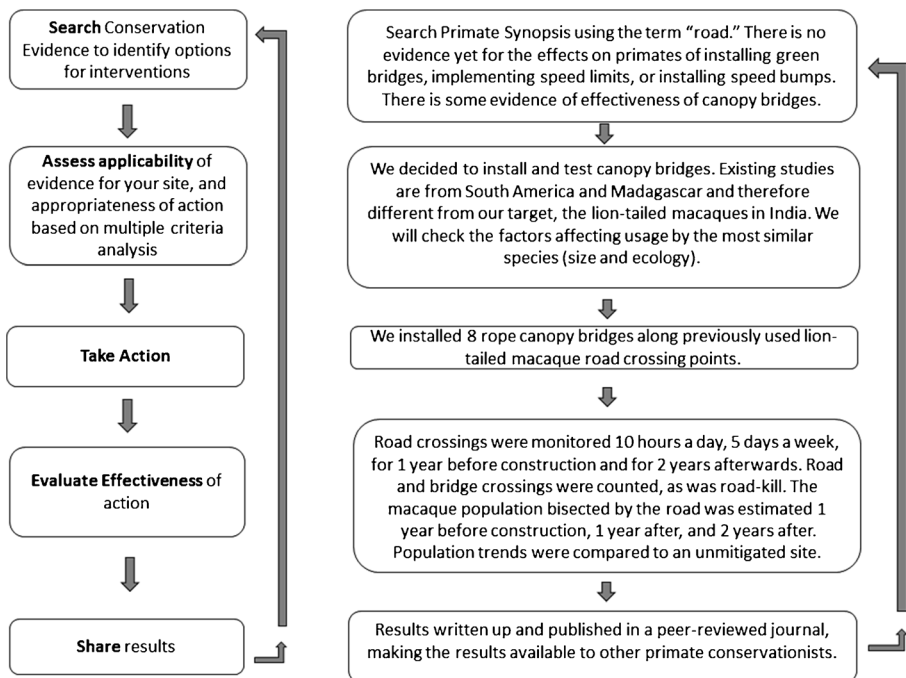 Search Conservation
Evidence to identify options
for interventions
Assess applicability of
evidence for your site, and
appropriateness of action
based on multiple criteria
analysis
Take Action
Evaluate Effectiveness of
action
Share results
Search Primate Synopsis using the term “road.” There is no
evidence yet for the effects on primates of installing green
bridges, implementing speed limits, or installing speed bumps.
There is some evidence of effectiveness of canopy bridges.
We decided to install and test canopy bridges. Existing studies
are from South America and Madagascar and therefore
different from our target, the lion-tailed macaques in India. We
will check the factors affecting usage by the most similar
species (size and ecology).
We installed 8 rope canopy bridges along previously used lion-
tailed macaque road crossing points.
Road crossings were monitored 10 hours a day, 5 days a week,
for 1 year before construction and for 2 years afterwards. Road
and bridge crossings were counted, as was road-kill. The
macaque population bisected by the road was estimated 1
year before construction, 1 year after, and 2 years after.
Population trends were compared to an unmitigated site.
Results written up and published in a peer-reviewed journal,
making the results available to other primate conservationists.